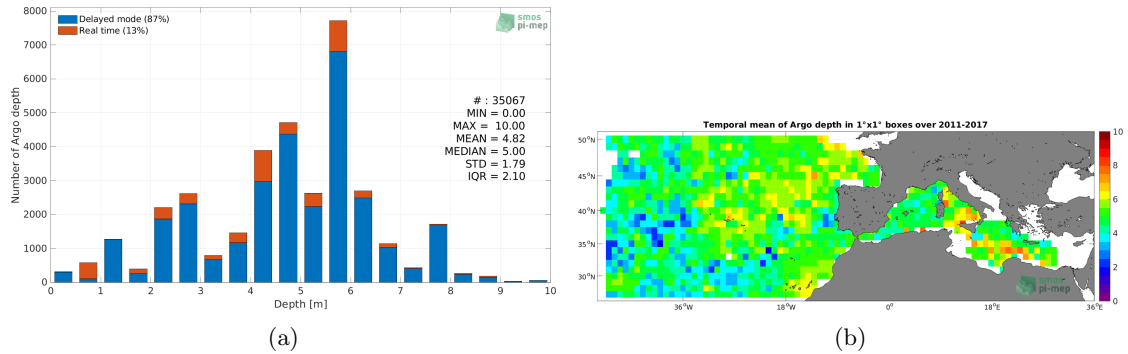 Delayed mode (87%)
Real time (13%)
smos
pi-mep
8000
7000
6000
5000
4000
3000
2000
1000
0
Number of Argo depth
# : 35067
MIN = 0.00
MAX = 10.00
MEAN = 4.82
MEDIAN = 5.00
STD = 1.79
IQR = 2.10
0 1 2 3 4 5 6 7 8 9 10
Depth [m]
(a)
Temporal mean of Argo depth in 1°x1° boxes over 2011-2017
50°N
45°N
40°N
35°N
30°N
36°W 18°W 0° 18°E 36°E
10
8
6
4
2
0
smos
pi-mep
(b)